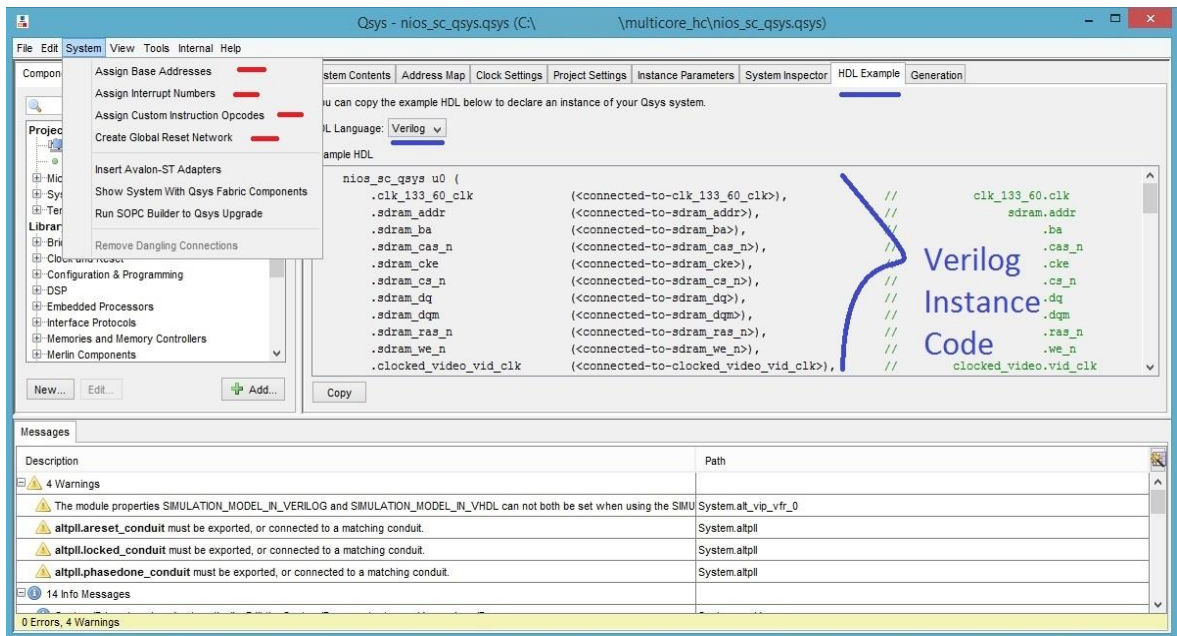 Qsys - nios_sc_qsys.qsys (C:\ \multicore_hc\nios_sc_qsys.qsys)
File Edit System View Tools Internal Help
Compon
Assign Base Addresses
Assign Interrupt Numbers
Assign Custom Instruction Opcodes
Create Global Reset Network
Insert Avalon-ST Adapters
Show System With Qsys Fabric Components
Run SOPC Builder to Qsys Upgrade
Remove Dangling Connections
Projec
Mic
Sys
Ter
Librar
Bri
Clock and Reset
Configuration & Programming
DSP
Embedded Processors
Interface Protocols
Memories and Memory Controllers
Merlin Components
New... Edit... Add...
stem Contents Address Map Clock Settings Project Settings Instance Parameters System Inspector HDL Example Generation
ou can copy the example HDL below to declare an instance of your Qsys system.
DL Language: Verilog
ample HDL
nios_sc_qsys u0 (
.clk_133_60_clk (<connected-to-clk_133_60_clk>), // clk_133_60.clk
.sdram_addr (<connected-to-sdram_addr>), // sdram.addr
.sdram_ba (<connected-to-sdram_ba>), // .ba
.sdram_cas_n (<connected-to-sdram_cas_n>), // .cas_n
.sdram_cke (<connected-to-sdram_cke>), // .cke
.sdram_cs_n (<connected-to-sdram_cs_n>), // .cs_n
.sdram_dq (<connected-to-sdram_dq>), // .dq
.sdram_dqm (<connected-to-sdram_dqm>), // .dqm
.sdram_ras_n (<connected-to-sdram_ras_n>), // .ras_n
.sdram_we_n (<connected-to-sdram_we_n>), // .we_n
.clocked_video_vid_clk (<connected-to-clocked_video_vid_clk>), // clocked_video.vid_clk
Verilog
Instance
Code
Copy
Messages
Description Path
4 Warnings
The module properties SIMULATION_MODEL_IN_VERILOG and SIMULATION_MODEL_IN_VHDL can not both be set when using the SIMU System.alt_vip_vfr_0
altpll.areset_conduit must be exported, or connected to a matching conduit. System.altpll
altpll.locked_conduit must be exported, or connected to a matching conduit. System.altpll
altpll.phasedone_conduit must be exported, or connected to a matching conduit. System.altpll
14 Info Messages
0 Errors, 4 Warnings